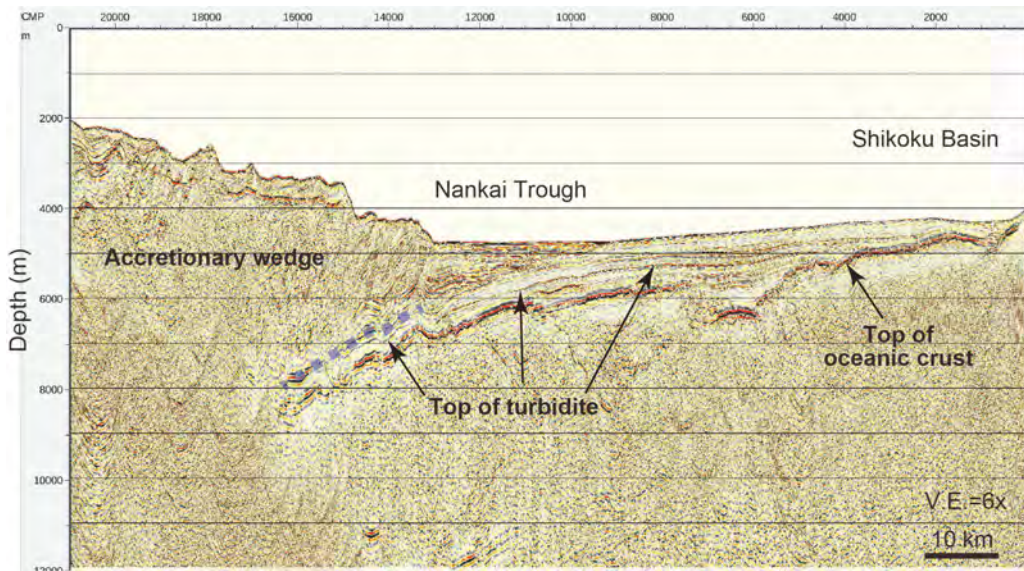 CMP 20000 18000 16000 14000 12000 10000 8000 6000 4000 2000
m
0
2000
Shikoku Basin
Nankai Trough
4000
Accretionary wedge
Depth (m)
6000
Top of
oceanic crust
8000
Top of turbidite
10000
V.E.=6x
10 km
12000